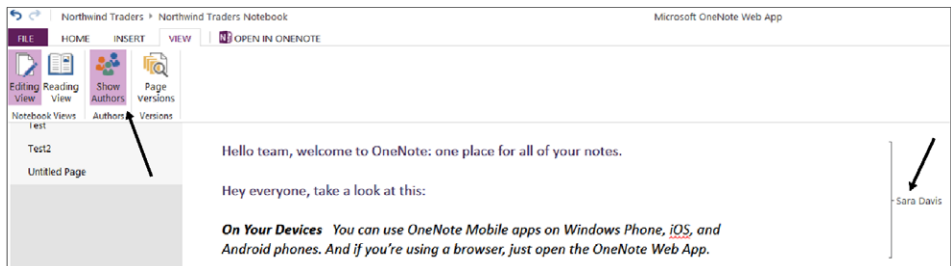 Northwind Traders ▸ Northwind Traders Notebook
Microsoft OneNote Web App
FILE HOME INSERT VIEW OPEN IN ONENOTE
Editing View
Reading View
Show Authors
Page Versions
Notebook Views Authors Versions
Test
Test2
Untitled Page
Hello team, welcome to OneNote: one place for all of your notes.
Hey everyone, take a look at this:
Sara Davis
On Your Devices You can use OneNote Mobile apps on Windows Phone, iOS, and
Android phones. And if you're using a browser, just open the OneNote Web App.